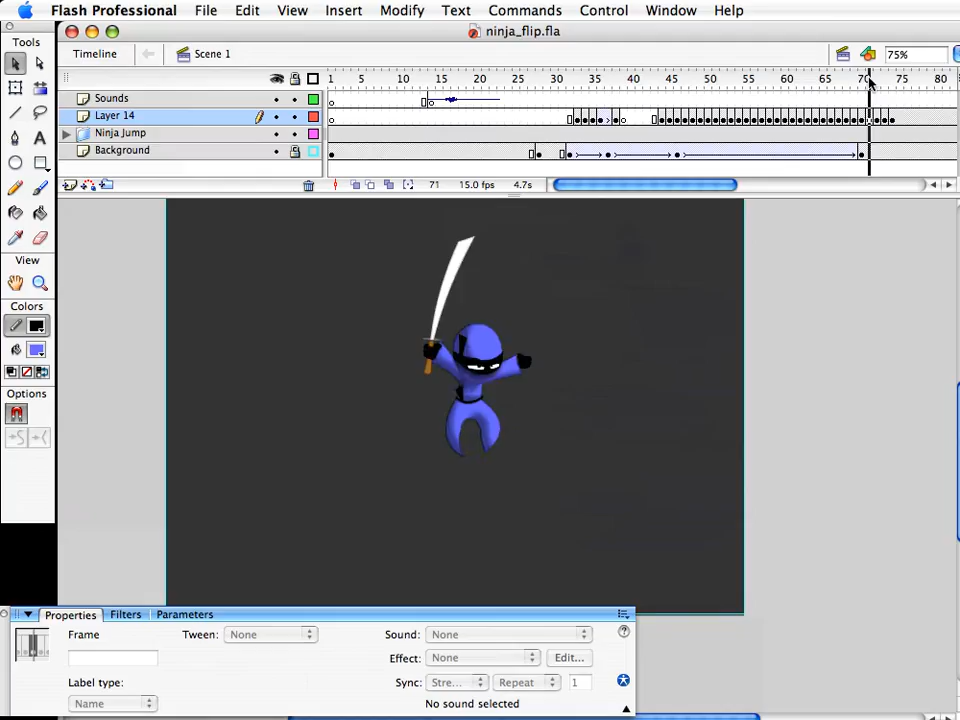 Flash Professional File Edit View Insert Modify Text Commands Control Window Help
ninja_flip.fla
Tools
Timeline Scene 1 75%
1 5 10 15 20 25 30 35 40 45 50 55 60 65 70 75 80
Sounds
Layer 14
Ninja Jump
Background
71 15.0 fps 4.7s
A
View
Colors
Options
Properties Filters Parameters
Frame Tween: None Sound: None
Effect: None Edit...
Label type: Sync: Stre... Repeat 1
Name No sound selected